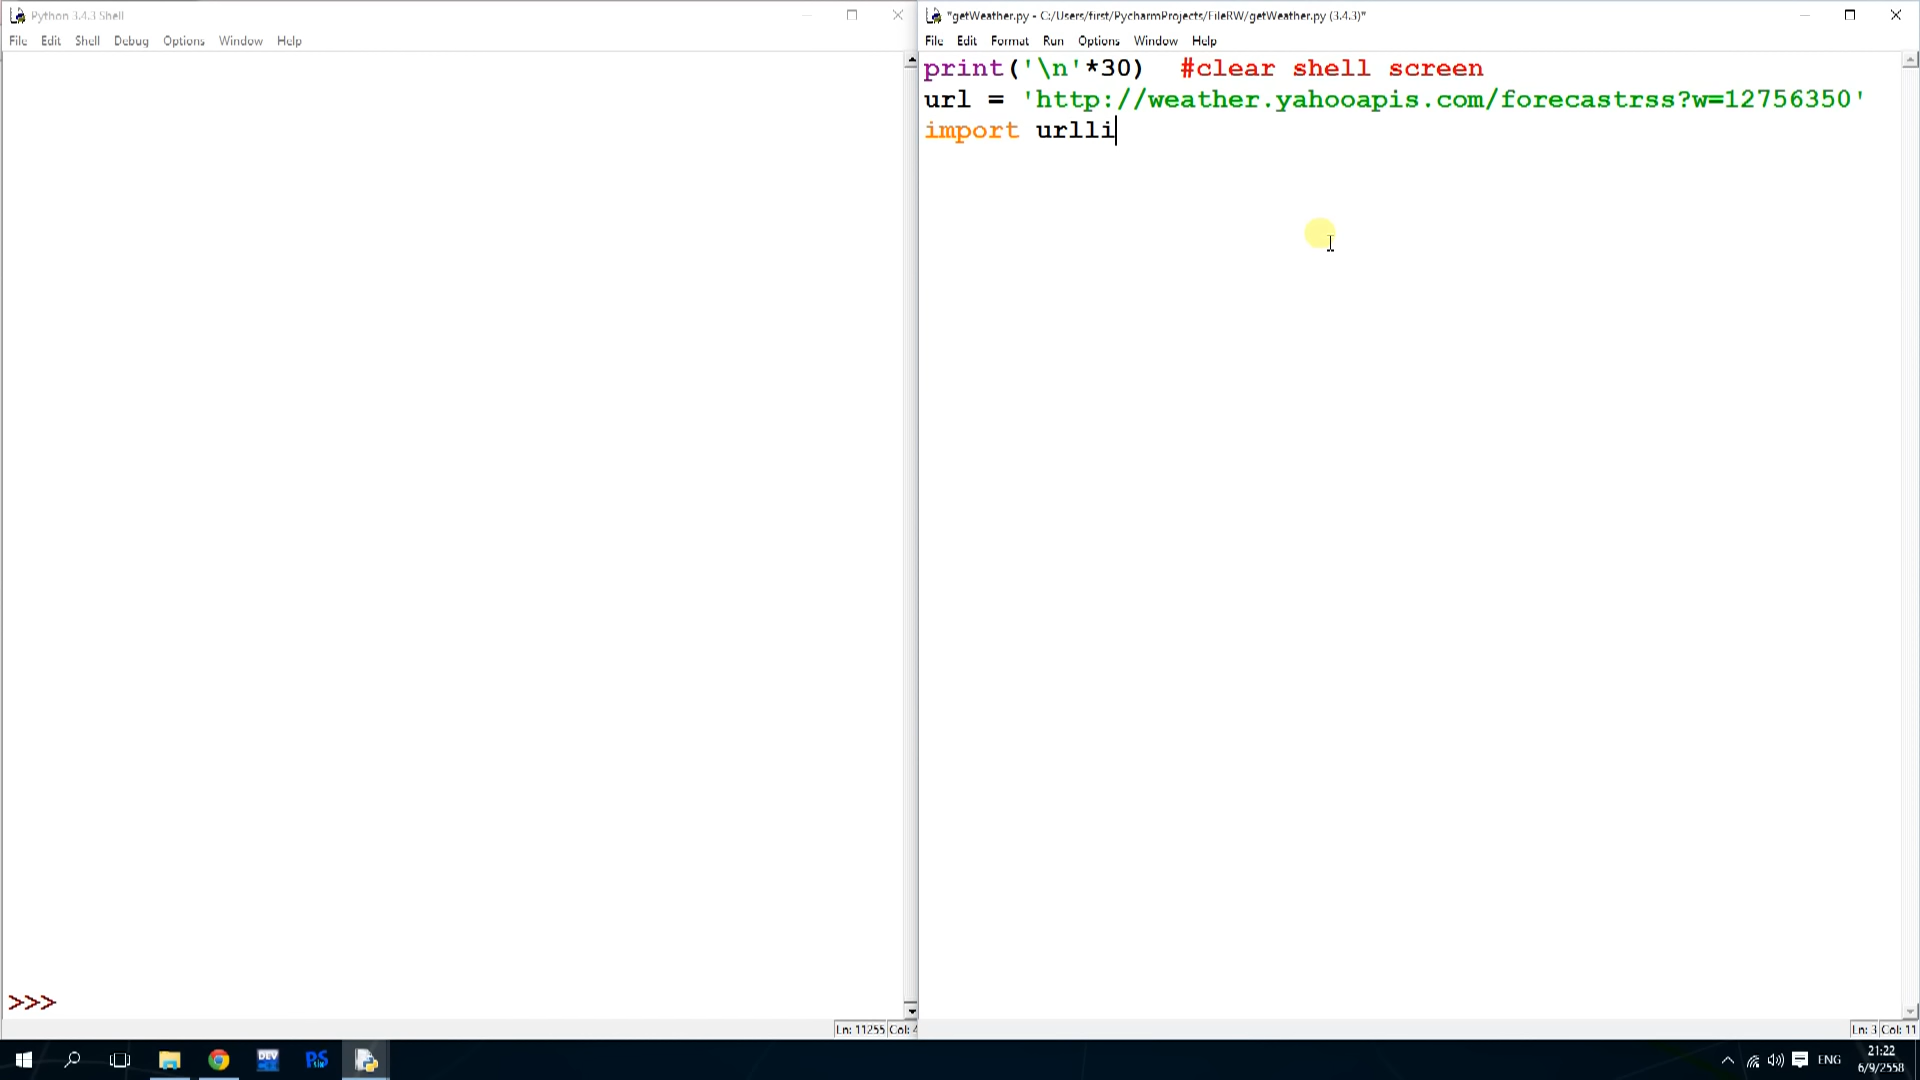 Python 3.4.3 Shell
File Edit Shell Debug Options Window Help
>>>
Ln: 11255 Col: 4
*getWeather.py - C:/Users/first/PycharmProjects/FileRW/getWeather.py (3.4.3)*
File Edit Format Run Options Window Help
print('\n'*30) #clear shell screen
url = 'http://weather.yahooapis.com/forecastrss?w=12756350'
import urlli
Ln: 3 Col: 11
DEV
ENG
21:22
6/9/2558